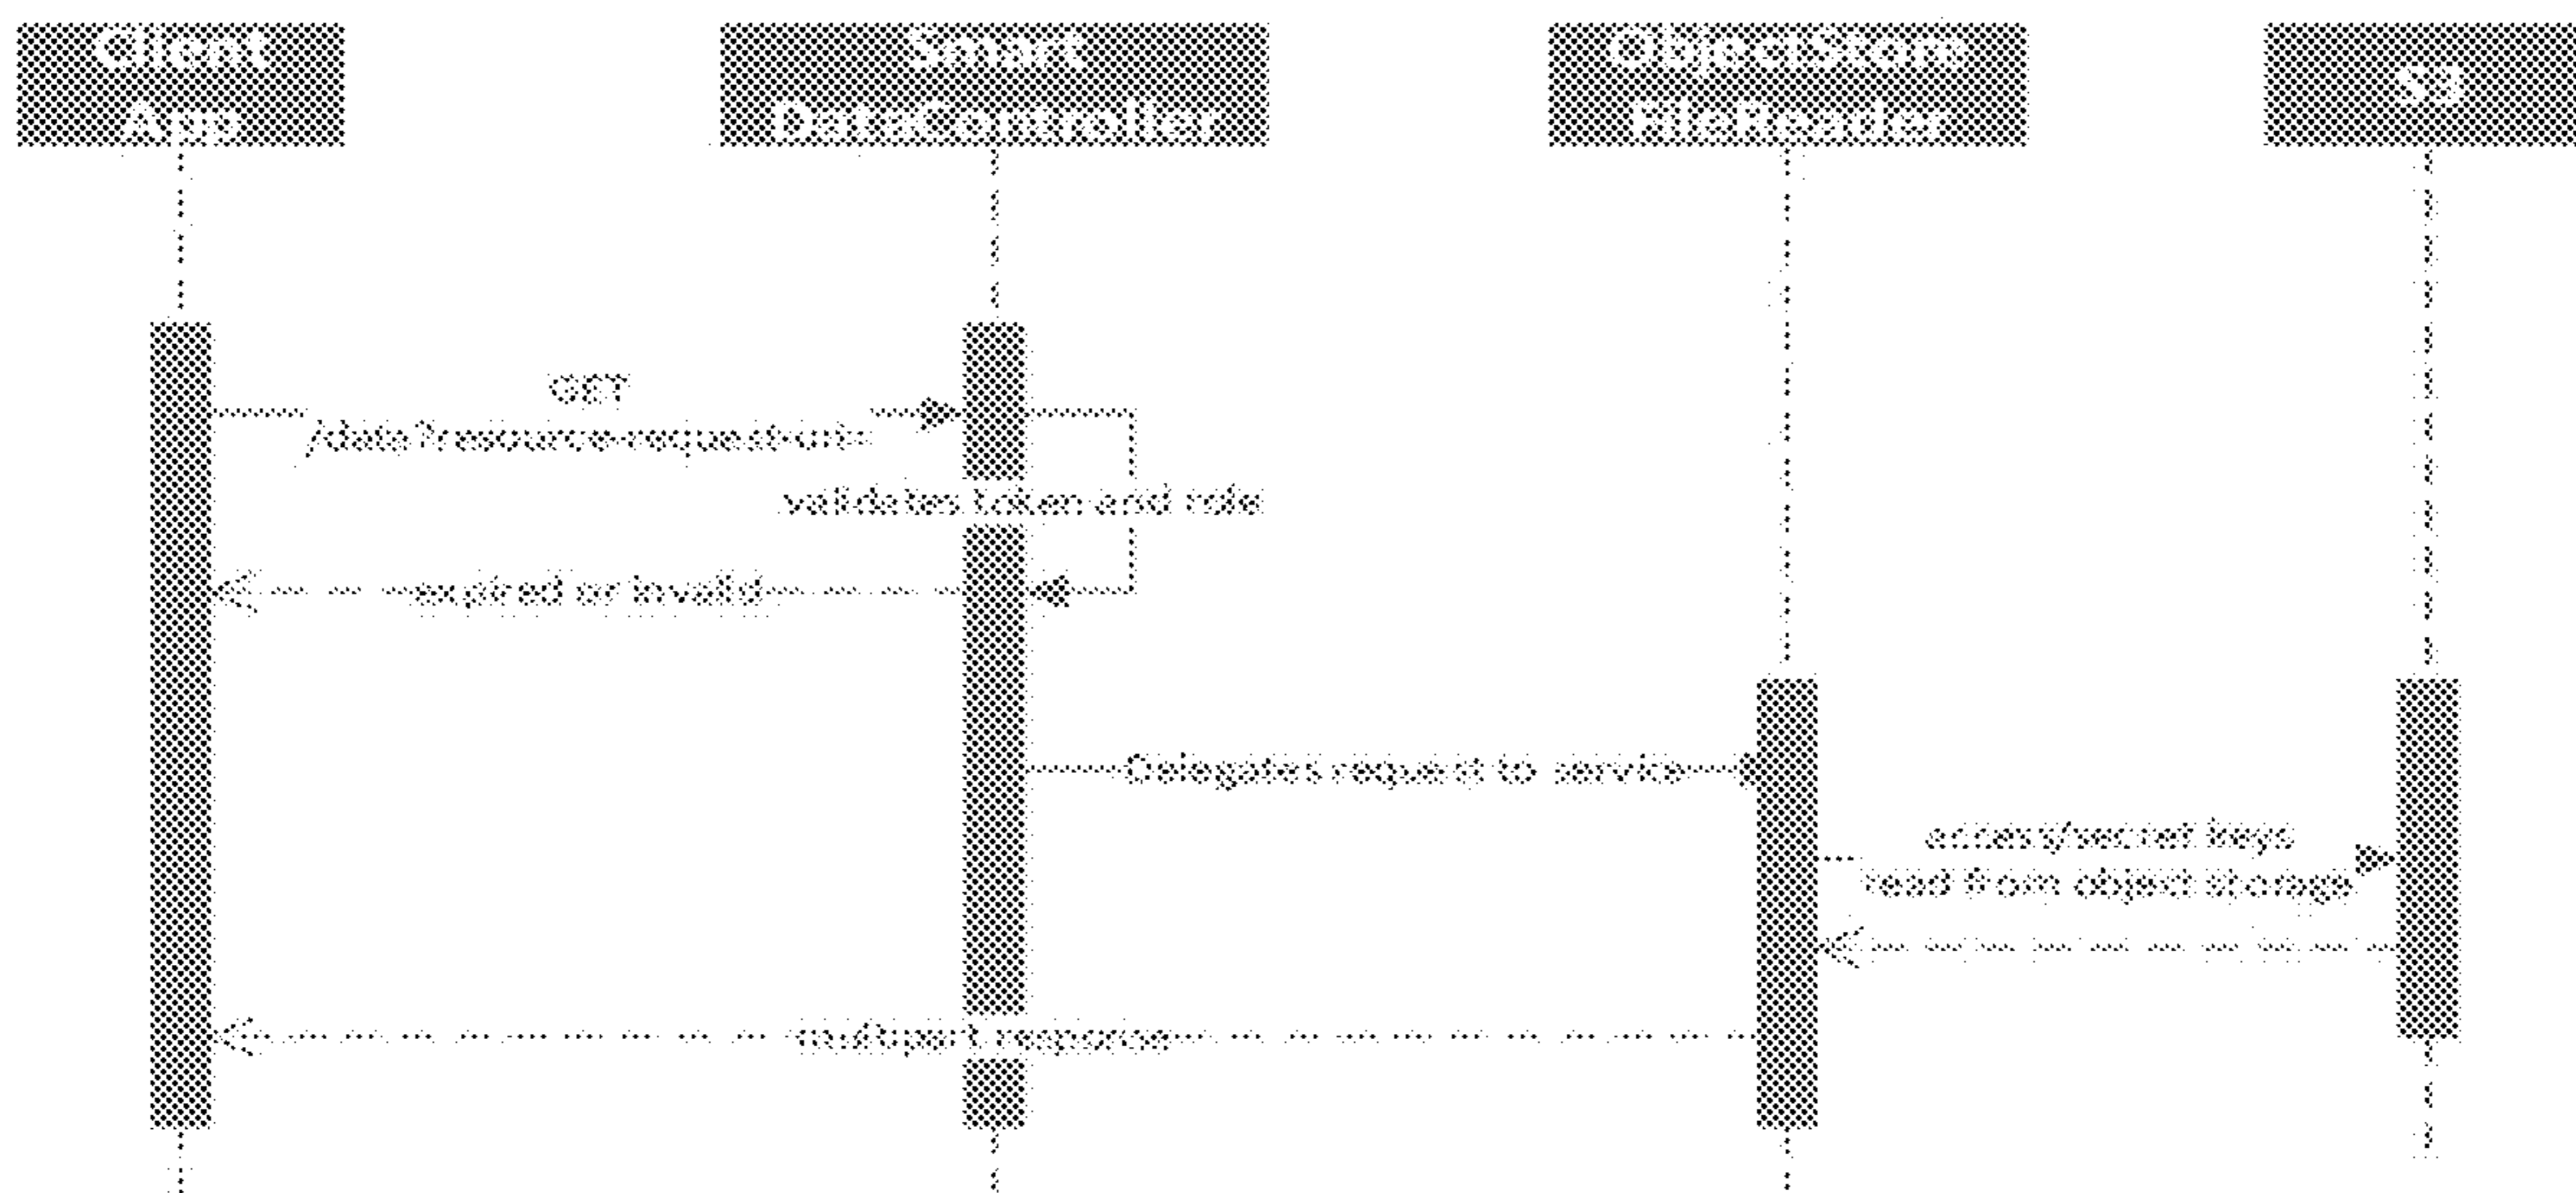 Client
App
Smart
DataController
ObjectStore
FileReader
S3
GET
/data?resource-request-uri=
validates token and role
expired or invalid
Delegates request to service
access/secret keys
read from object storage
multipart response